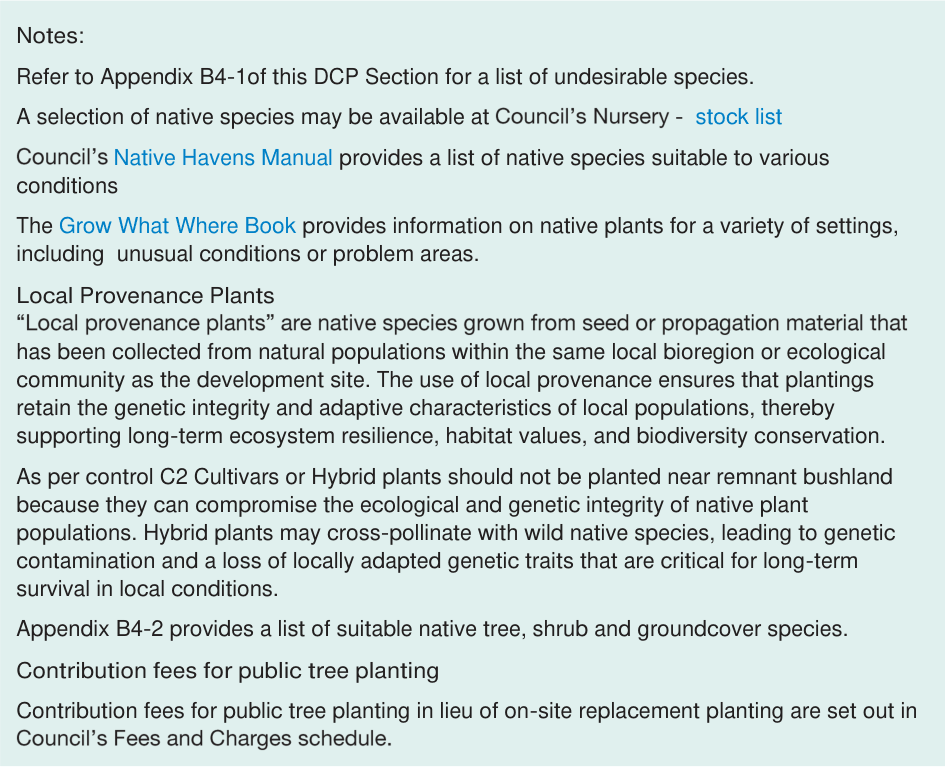 Notes:
Refer to Appendix B4-1of this DCP Section for a list of undesirable species.
A selection of native species may be available at Council's Nursery -  stock list
Council's Native Havens Manual provides a list of native species suitable to various
conditions
The Grow What Where Book provides information on native plants for a variety of settings,
including  unusual conditions or problem areas.
Local Provenance Plants
“Local provenance plants” are native species grown from seed or propagation material that
has been collected from natural populations within the same local bioregion or ecological
community as the development site. The use of local provenance ensures that plantings
retain the genetic integrity and adaptive characteristics of local populations, thereby
supporting long-term ecosystem resilience, habitat values, and biodiversity conservation.
As per control C2 Cultivars or Hybrid plants should not be planted near remnant bushland
because they can compromise the ecological and genetic integrity of native plant
populations. Hybrid plants may cross-pollinate with wild native species, leading to genetic
contamination and a loss of locally adapted genetic traits that are critical for long-term
survival in local conditions.
Appendix B4-2 provides a list of suitable native tree, shrub and groundcover species.
Contribution fees for public tree planting
Contribution fees for public tree planting in lieu of on-site replacement planting are set out in
Council's Fees and Charges schedule.